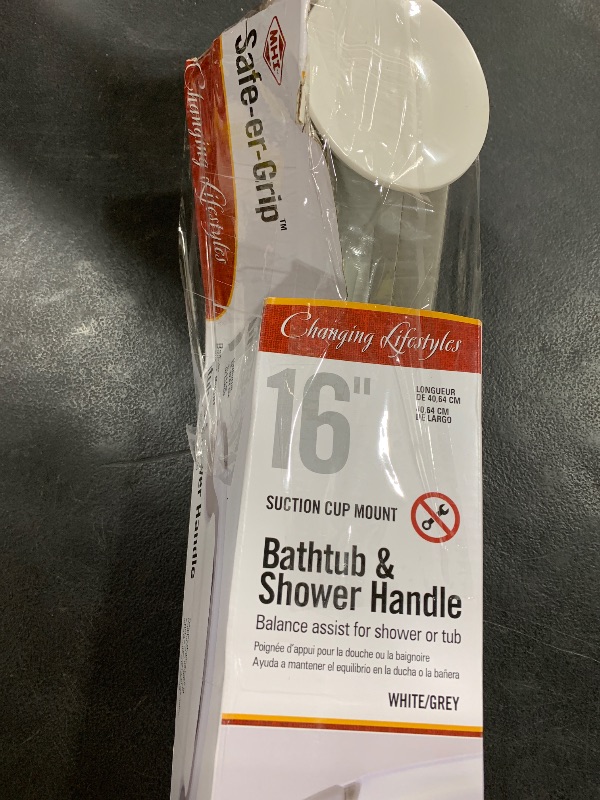 MHI
Safe-er-Grip™
Changing Lifestyles
Changing Lifestyles
16"
LONGUEUR
DE 40,64 CM
40,64 CM
DE LARGO
SUCTION CUP MOUNT
Bathtub &
Shower Handle
Balance assist for shower or tub
Poignée d'appui pour la douche ou la baignoire
Ayuda a mantener el equilibrio en la ducha o la bañera
WHITE/GREY
Handle